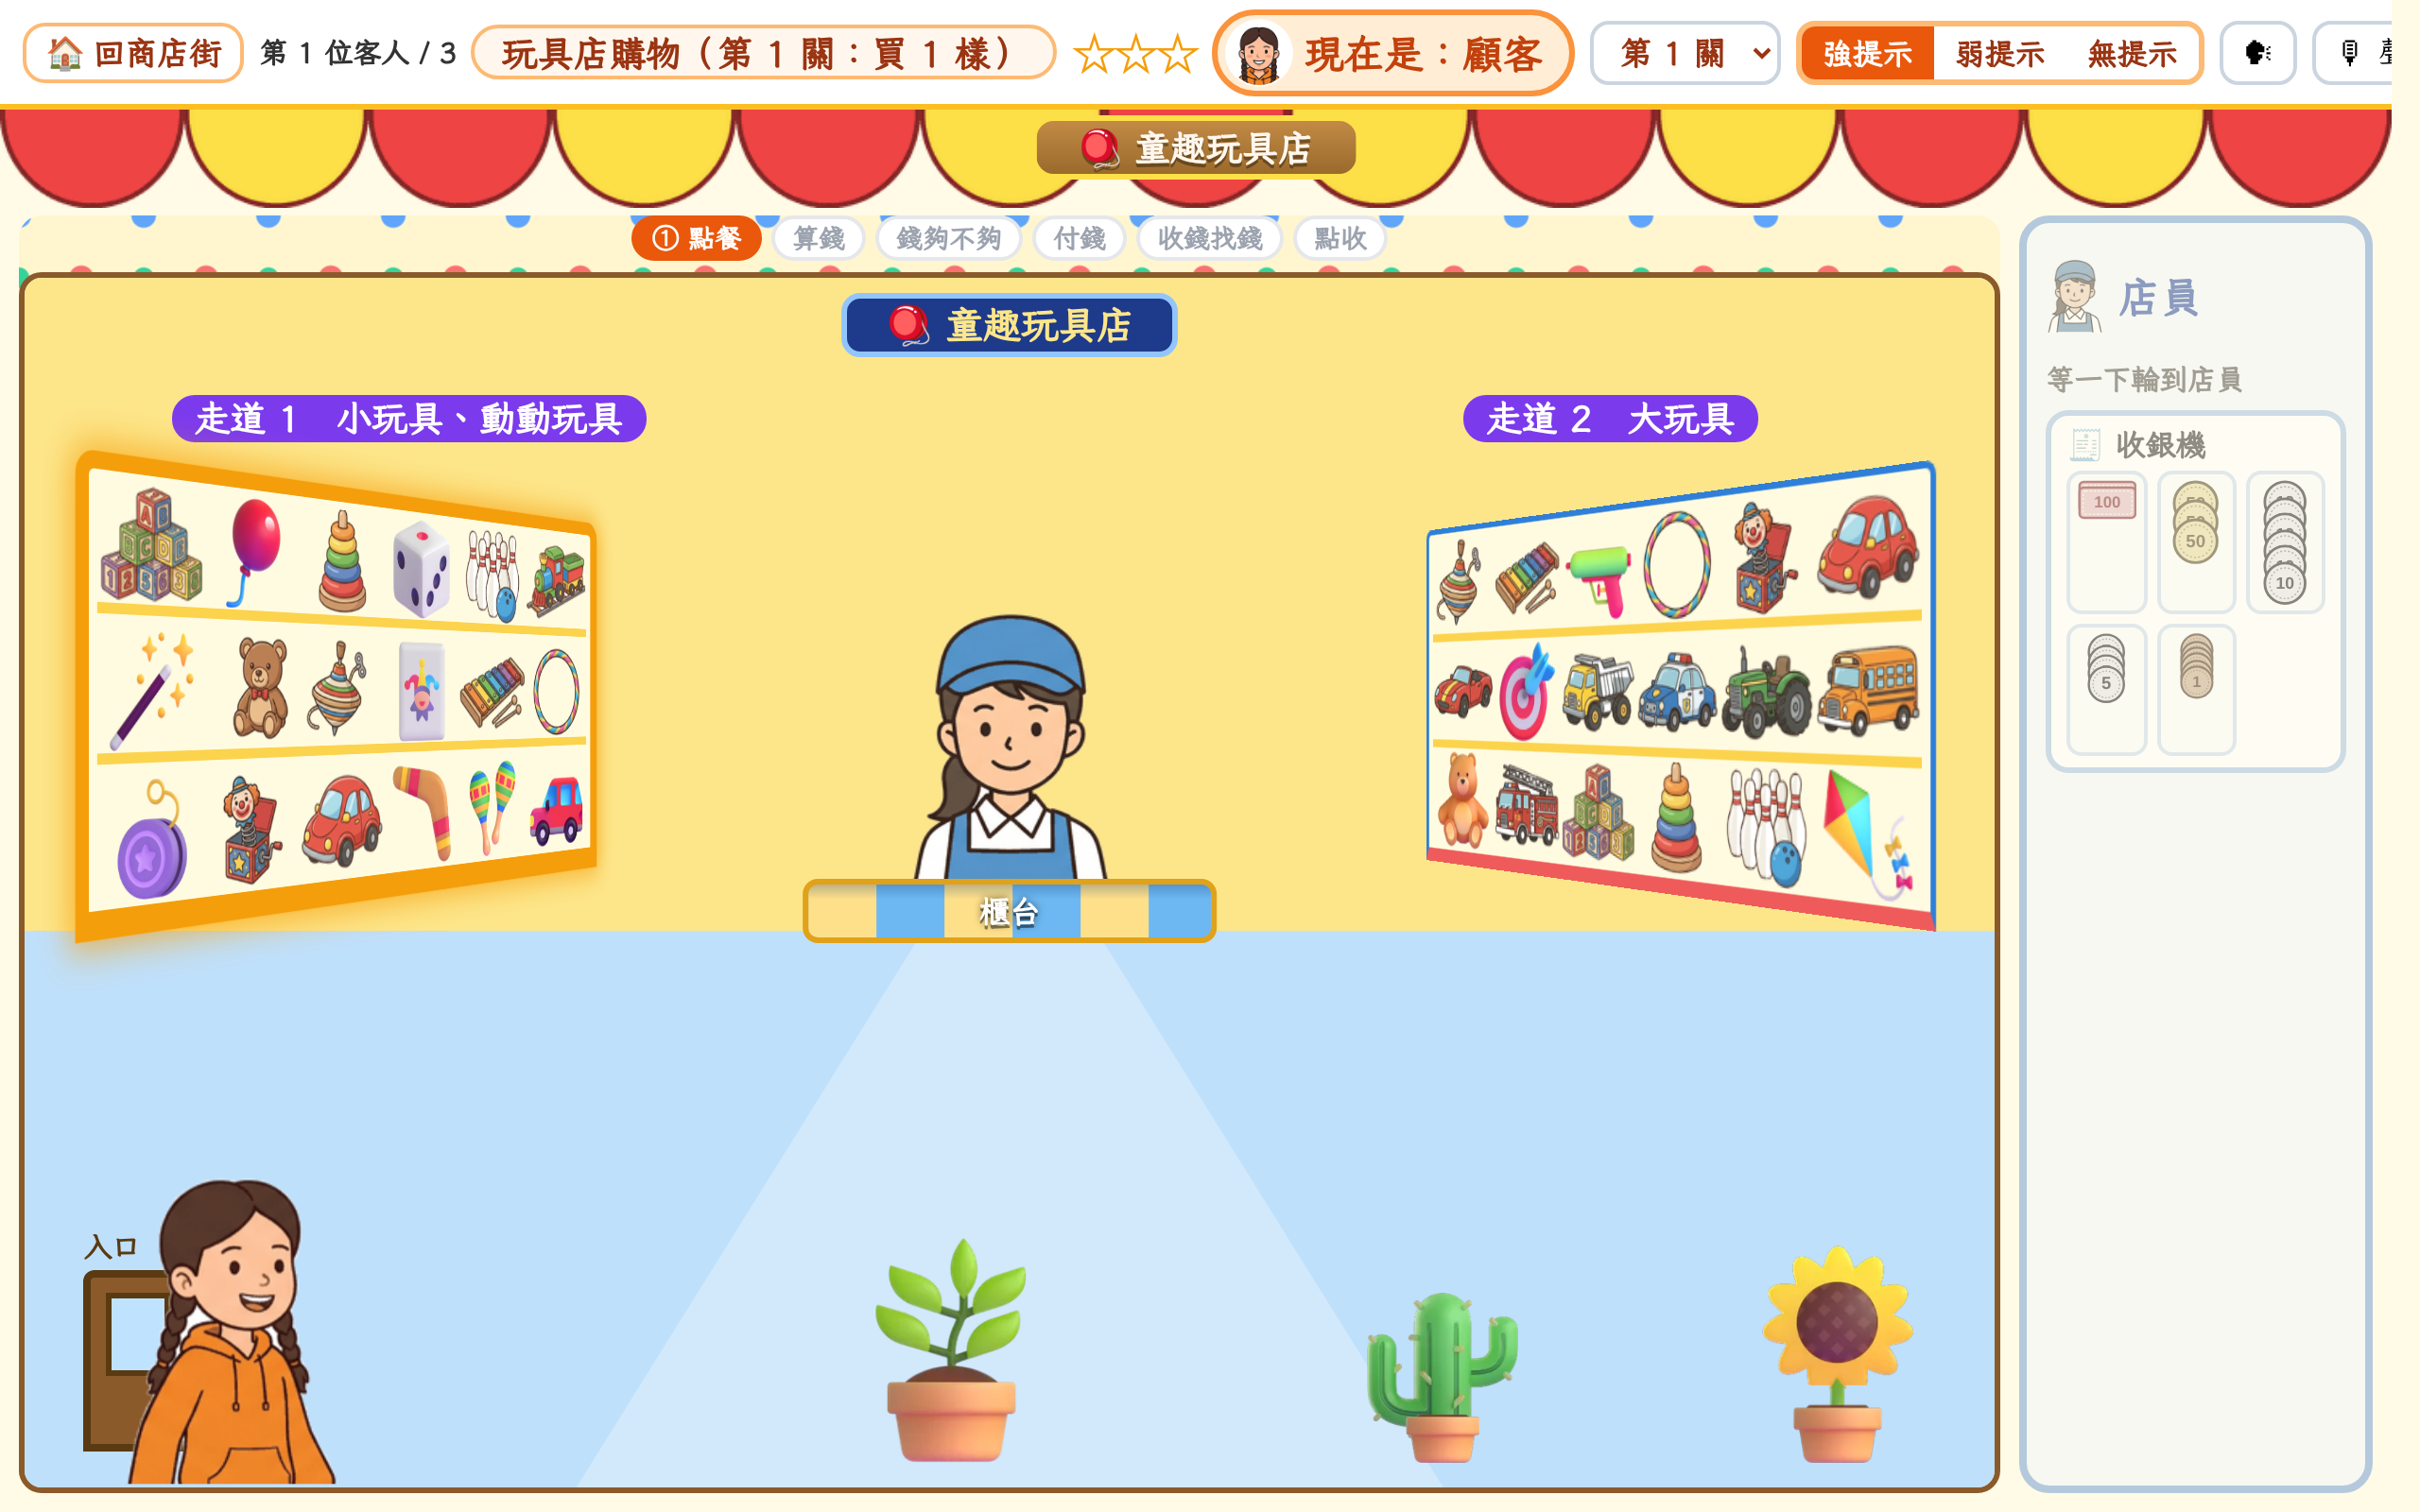 回商店街
第 1 位客人 / 3
玩具店購物（第 1 關：買 1 樣）
現在是：顧客
第 1 關
強提示
弱提示
無提示
童趣玩具店
① 點餐
算錢
錢夠不夠
付錢
收錢找錢
點收
童趣玩具店
走道 1 小玩具、動動玩具
走道 2 大玩具
櫃台
入口
店員
等一下輪到店員
收銀機
100
50
10
5
1